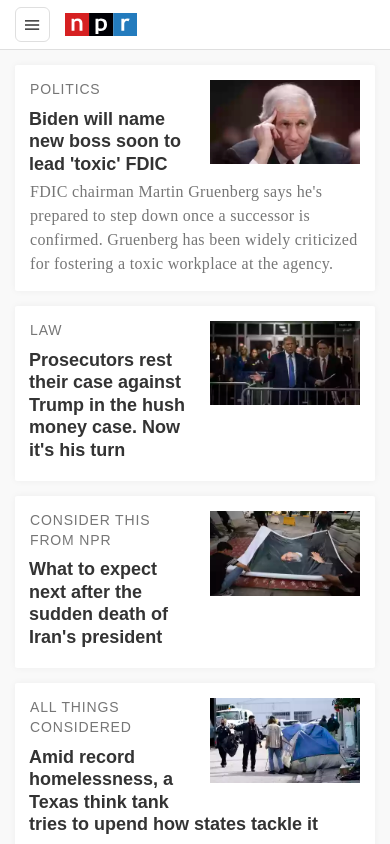 npr
POLITICS
Biden will name
new boss soon to
lead 'toxic' FDIC
FDIC chairman Martin Gruenberg says he's
prepared to step down once a successor is
confirmed. Gruenberg has been widely criticized
for fostering a toxic workplace at the agency.
LAW
Prosecutors rest
their case against
Trump in the hush
money case. Now
it's his turn
CONSIDER THIS
FROM NPR
What to expect
next after the
sudden death of
Iran's president
ALL THINGS
CONSIDERED
Amid record
homelessness, a
Texas think tank
tries to upend how states tackle it